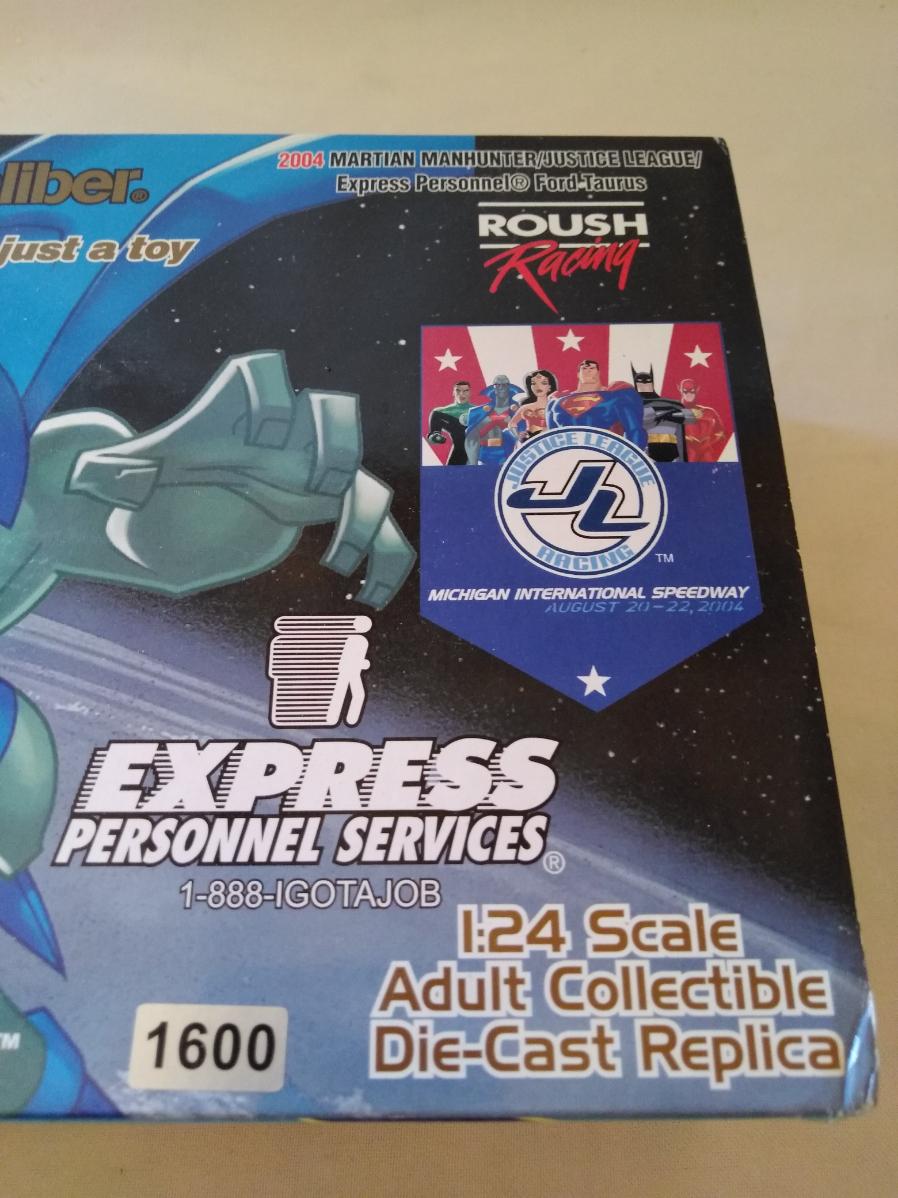 liber®
just a toy
2004 MARTIAN MANHUNTER/JUSTICE LEAGUE/
Express Personnel® Ford Taurus
ROUSH
Racing
JUSTICE LEAGUE
JL
RACING
TM
MICHIGAN INTERNATIONAL SPEEDWAY
AUGUST 20-22, 2004
EXPRESS
PERSONNEL SERVICES®
1-888-IGOTAJOB
1:24 Scale
Adult Collectible
Die-Cast Replica
TM
1600